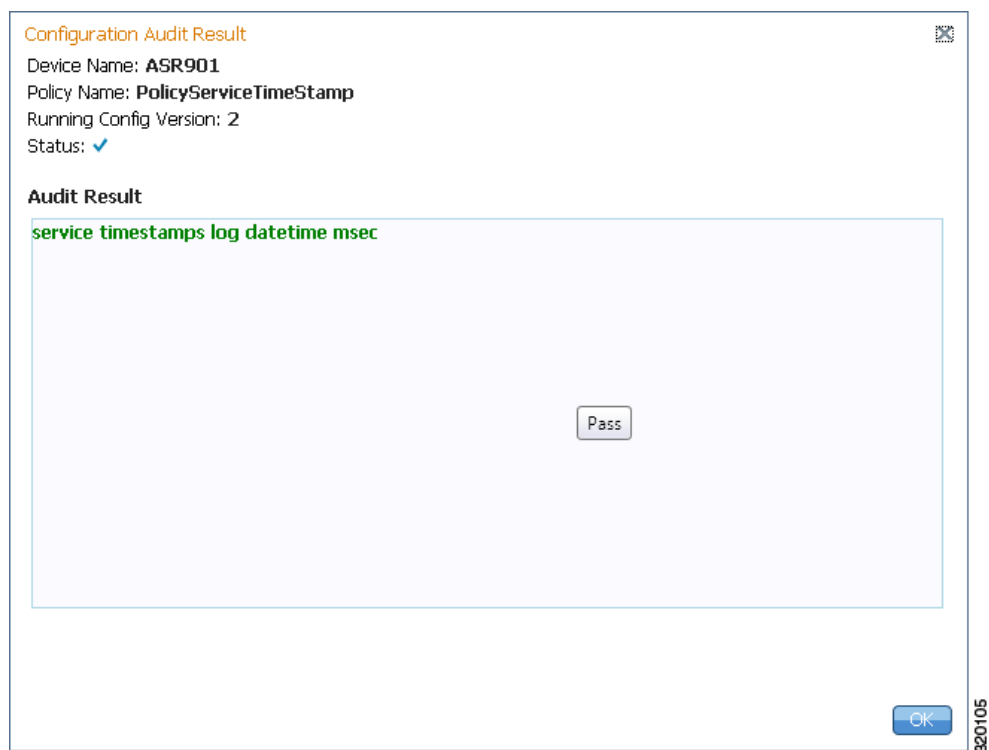 Configuration Audit Result
Device Name: ASR901
Policy Name: PolicyServiceTimeStamp
Running Config Version: 2
Status:
Audit Result
service timestamps log datetime msec
Pass
OK
320105